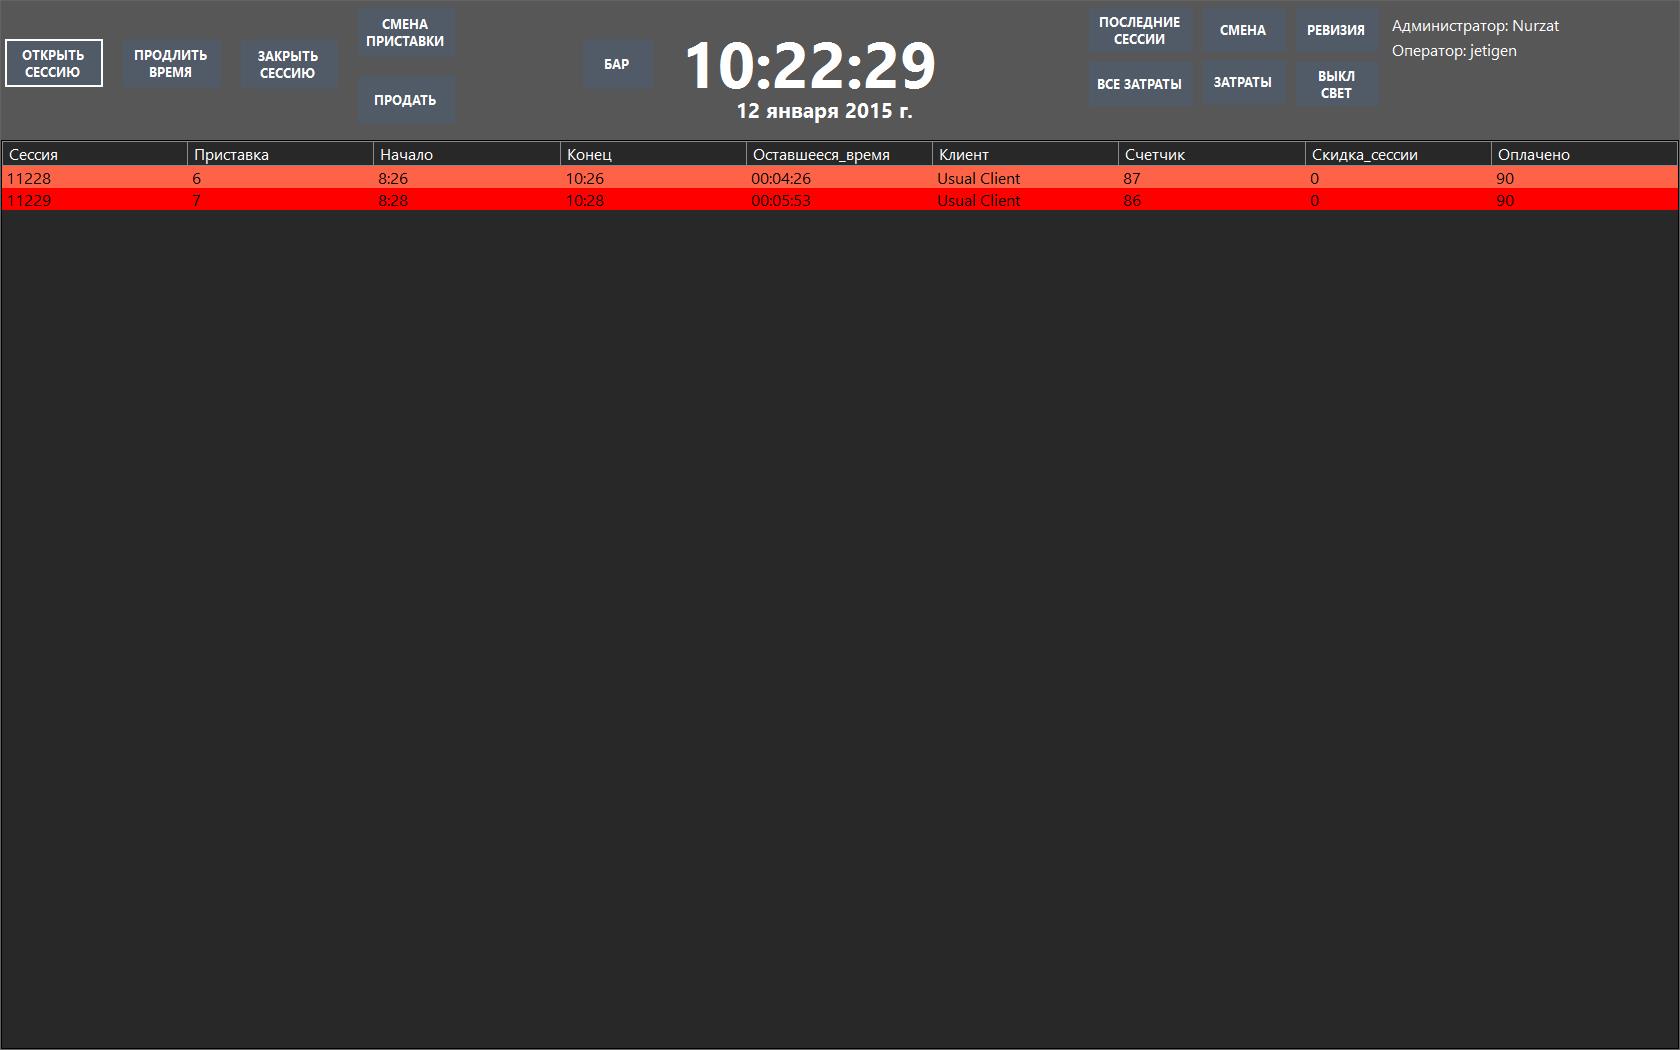 ОТКРЫТЬ
СЕССИЮ
ПРОДЛИТЬ
ВРЕМЯ
ЗАКРЫТЬ
СЕССИЮ
СМЕНА
ПРИСТАВКИ
ПРОДАТЬ
БАР
10:22:29
12 января 2015 г.
ПОСЛЕДНИЕ
СЕССИИ
СМЕНА
РЕВИЗИЯ
ВСЕ ЗАТРАТЫ
ЗАТРАТЫ
ВЫКЛ
СВЕТ
Администратор: Nurzat
Оператор: jetigen
Сессия Приставка Начало Конец Оставшееся_время Клиент Счетчик Скидка_сессии Оплачено
11228 6 8:26 10:26 00:04:26 Usual Client 87 0 90
11229 7 8:28 10:28 00:05:53 Usual Client 86 0 90